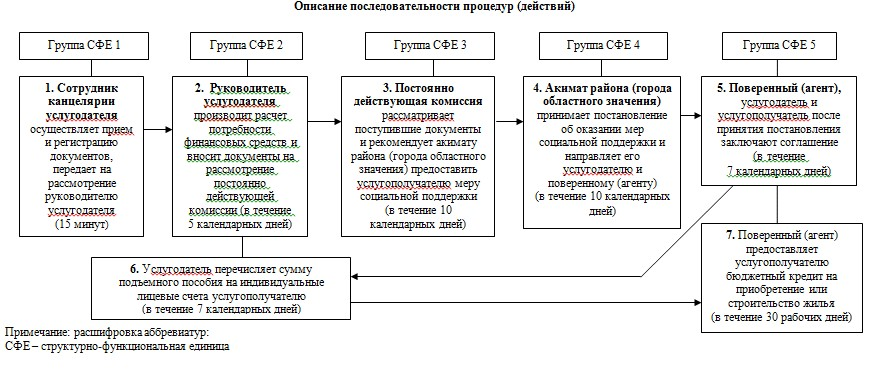 Описание последовательности процедур (действий)
Группа СФЕ 1
Группа СФЕ 2
Группа СФЕ 3
Группа СФЕ 4
Группа СФЕ 5
1. Сотрудник
канцелярии
услугодателя
осуществляет прием
и регистрацию
документов,
передает на
рассмотрение
руководителю
услугодателя
(15 минут)
2. Руководитель
услугодателя
производит расчет
потребности
финансовых средств и
вносит документы на
рассмотрение
постоянно
действующей
комиссии (в течение
5 календарных дней)
3. Постоянно
действующая комиссия
рассматривает
поступившие документы
и рекомендует акимату
района (города областного
значения) предоставить
услугополучателю меру
социальной поддержки
(в течение 10
календарных дней)
4. Акимат района (города
областного значения)
принимает постановление
об оказании мер
социальной поддержки и
направляет его
услугодателю и
поверенному (агенту)
(в течение 10 календарных
дней)
5. Поверенный (агент),
услугодатель и
услугополучатель после
принятия постановления
заключают соглашение
(в течение
7 календарных дней)
6. Услугодатель перечисляет сумму
подъемного пособия на индивидуальные
лицевые счета услугополучателю
(в течение 7 календарных дней)
7. Поверенный (агент)
предоставляет
услугополучателю
бюджетный кредит на
приобретение или
строительство жилья
(в течение 30 рабочих дней)
Примечание: расшифровка аббревиатур:
СФЕ – структурно-функциональная единица